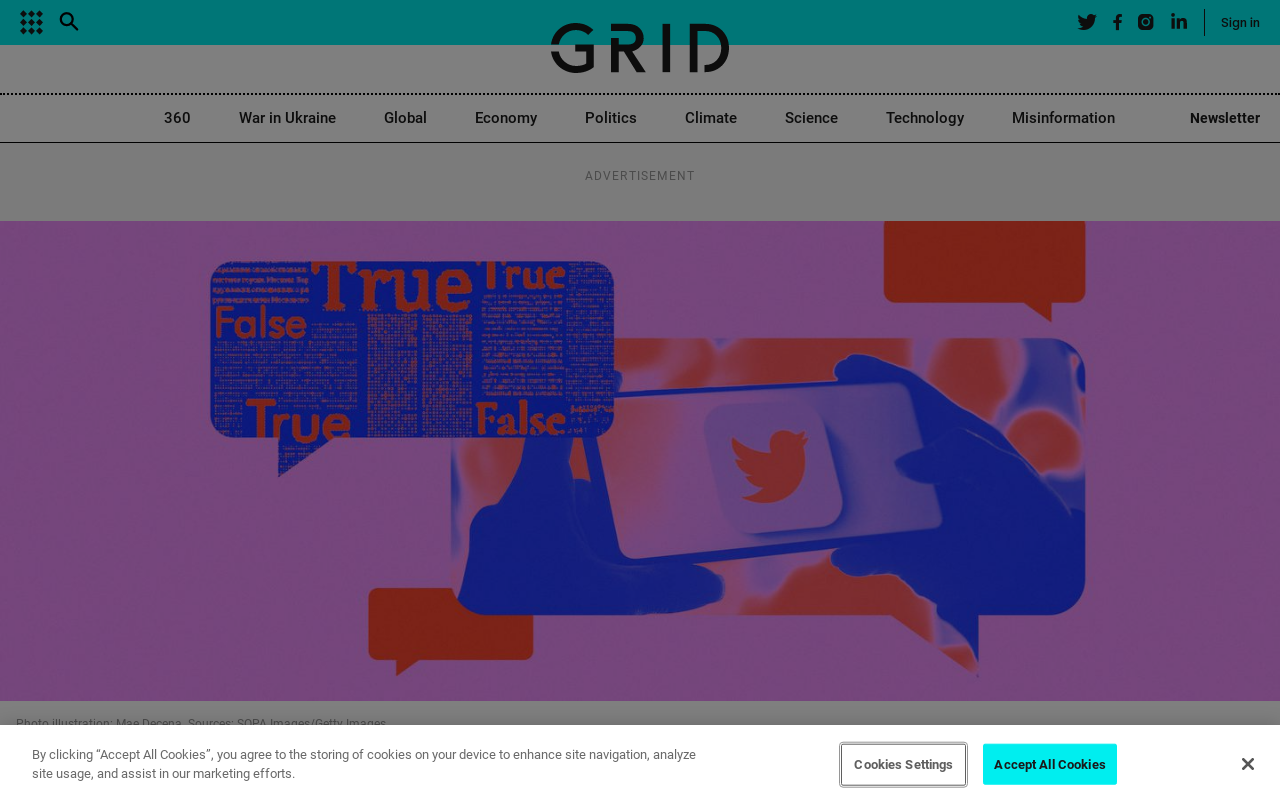 GRID
Sign in
360
War in Ukraine
Global
Economy
Politics
Climate
Science
Technology
Misinformation
Newsletter
ADVERTISEMENT
True
True
False
True
False
Photo illustration: Mae Decena. Sources: SOPA Images/Getty Images
By clicking “Accept All Cookies”, you agree to the storing of cookies on your device to enhance site navigation, analyze
site usage, and assist in our marketing efforts.
Cookies Settings
Accept All Cookies